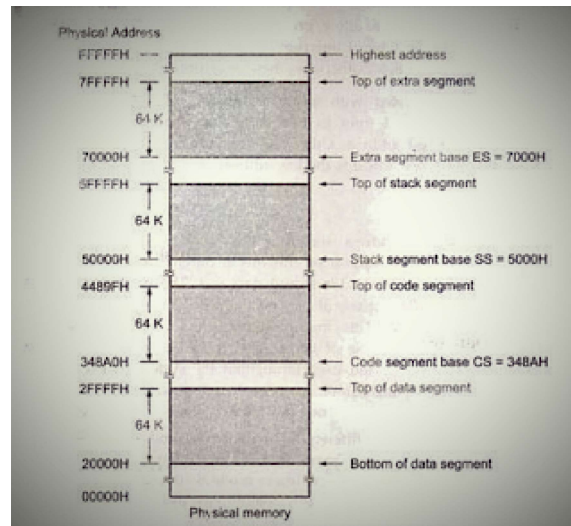 Physical Address
FFFFFH Highest address
7FFFFH Top of extra segment
64 K
70000H Extra segment base ES = 7000H
5FFFFH Top of stack segment
64 K
50000H Stack segment base SS = 5000H
4489FH Top of code segment
64 K
348A0H Code segment base CS = 348AH
2FFFFH Top of data segment
64 K
20000H Bottom of data segment
00000H
Physical memory